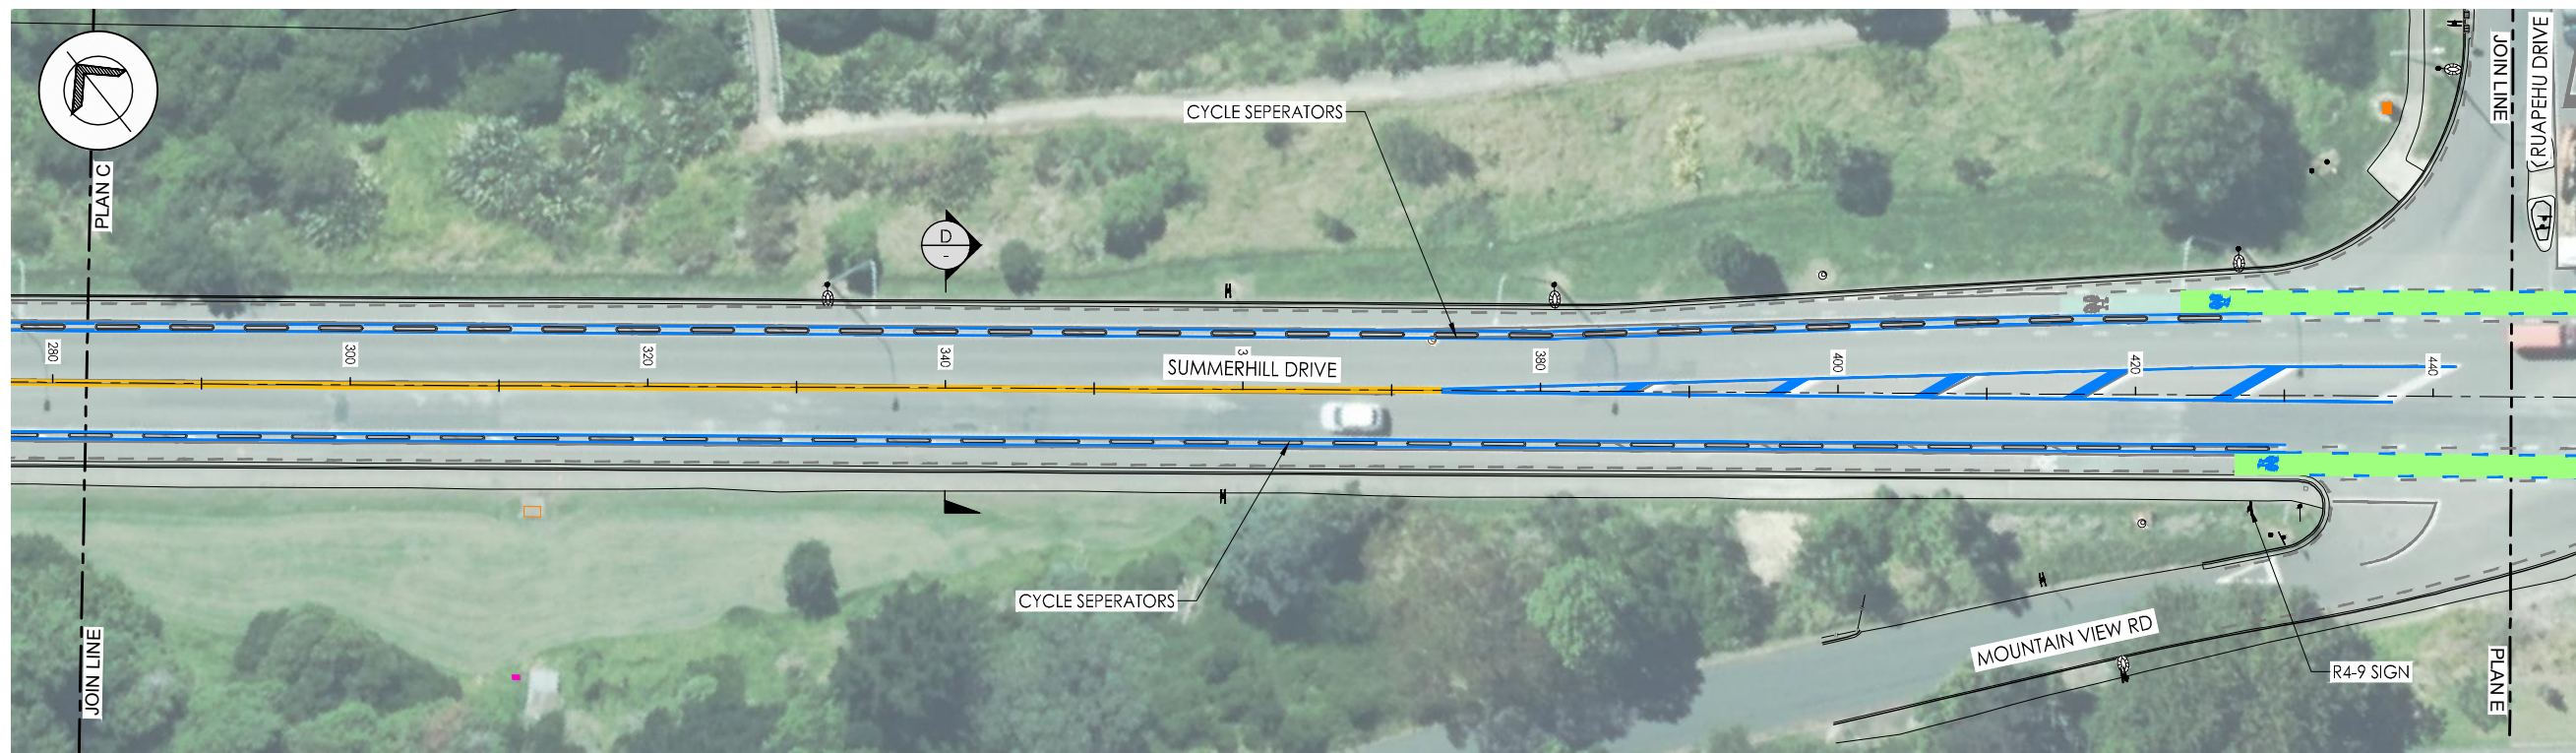 PLAN C
JOIN LINE
CYCLE SEPERATORS
JOIN LINE
RUAPEHU DRIVE
D
-
280
300
320
340
3
380
400
420
440
SUMMERHILL DRIVE
CYCLE SEPERATORS
MOUNTAIN VIEW RD
R4-9 SIGN
PLAN E